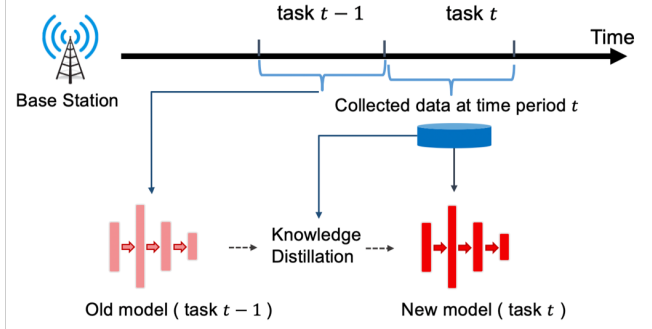 task t − 1
task t
Time
Base Station
Collected data at time period t
Knowledge
Distillation
Old model ( task t − 1 )
New model ( task t )